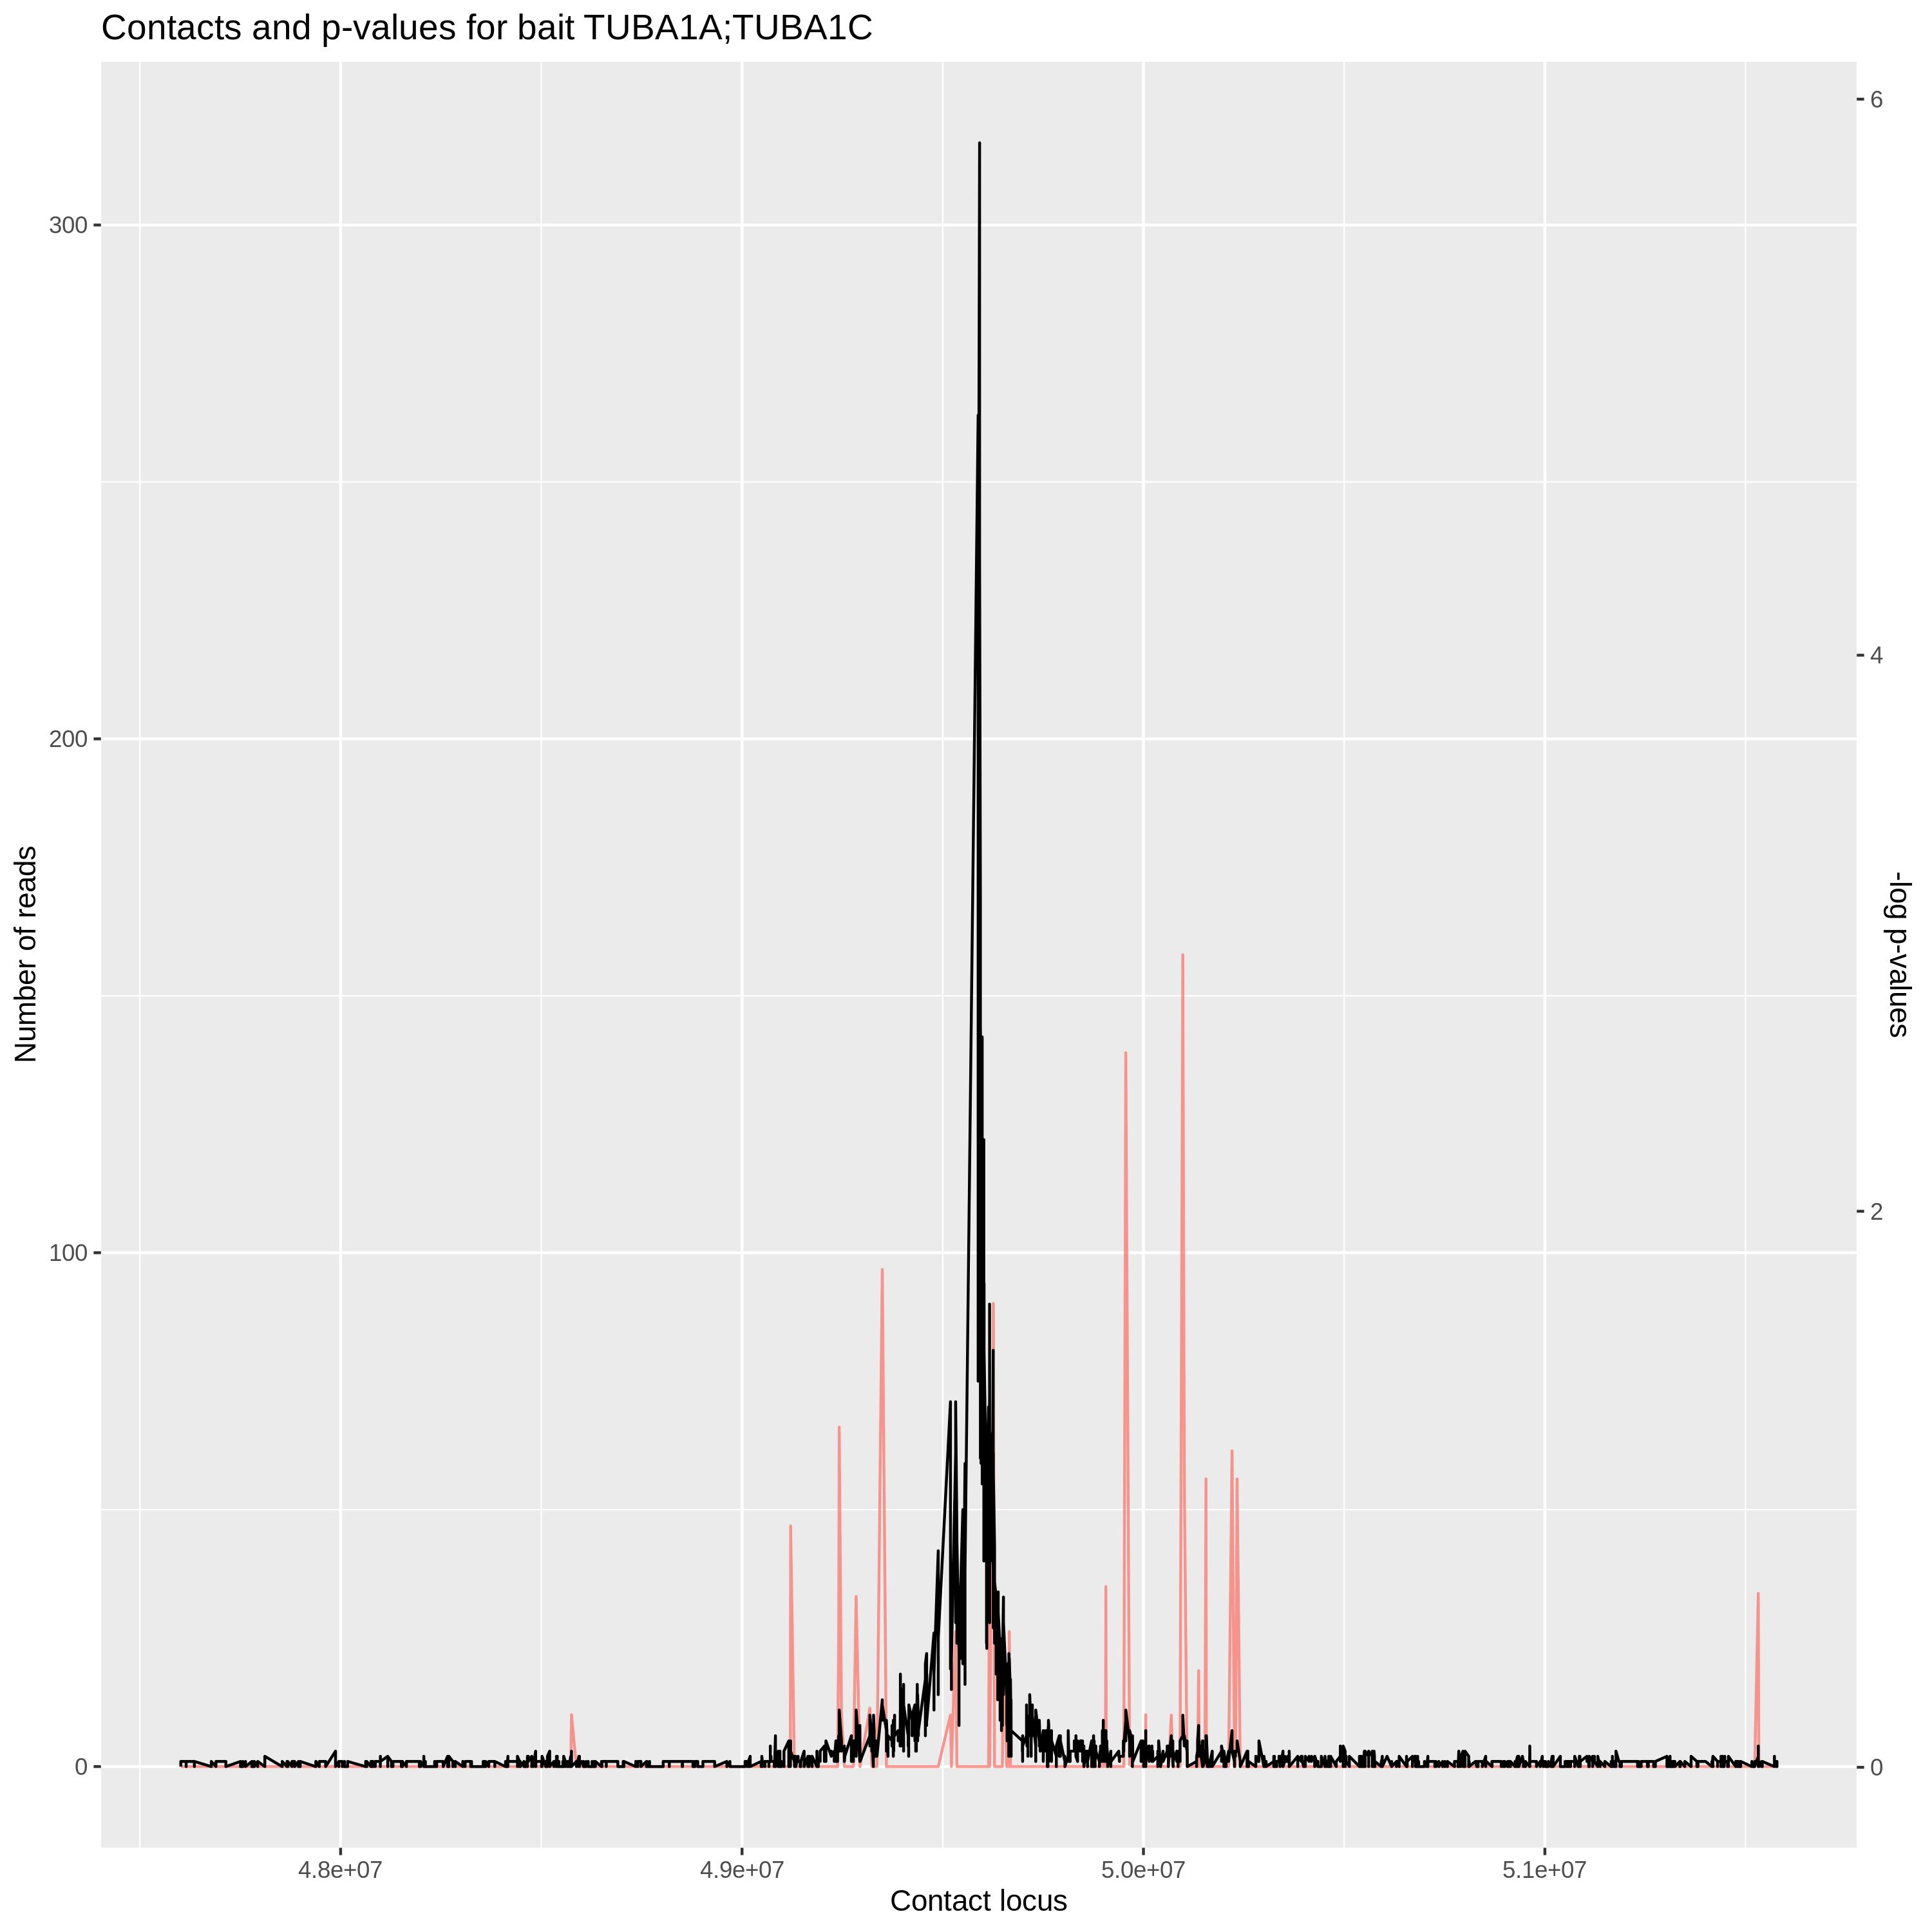 Contacts and p-values for bait TUBA1A;TUBA1C
Number of reads
300
200
100
0
6
4
2
0
-log p-values
4.8e+07
4.9e+07
5.0e+07
5.1e+07
Contact locus